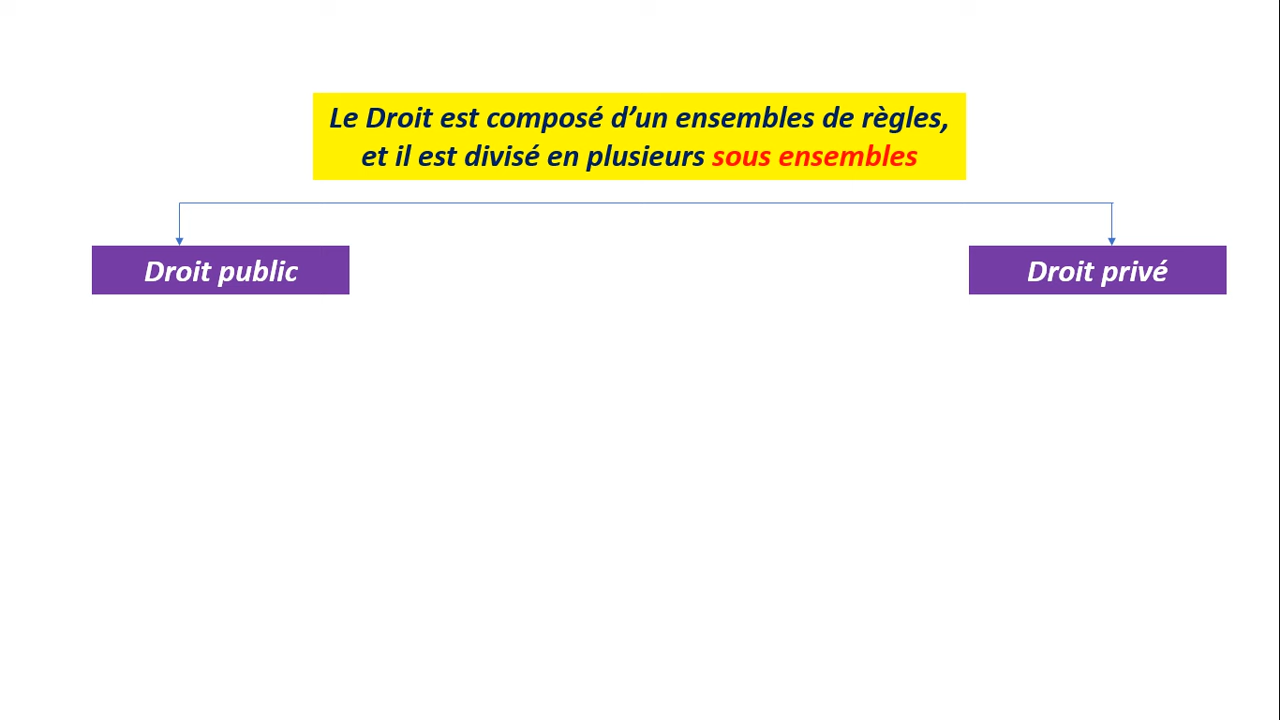 Le Droit est composé d’un ensembles de règles,
et il est divisé en plusieurs sous ensembles
Droit public
Droit privé